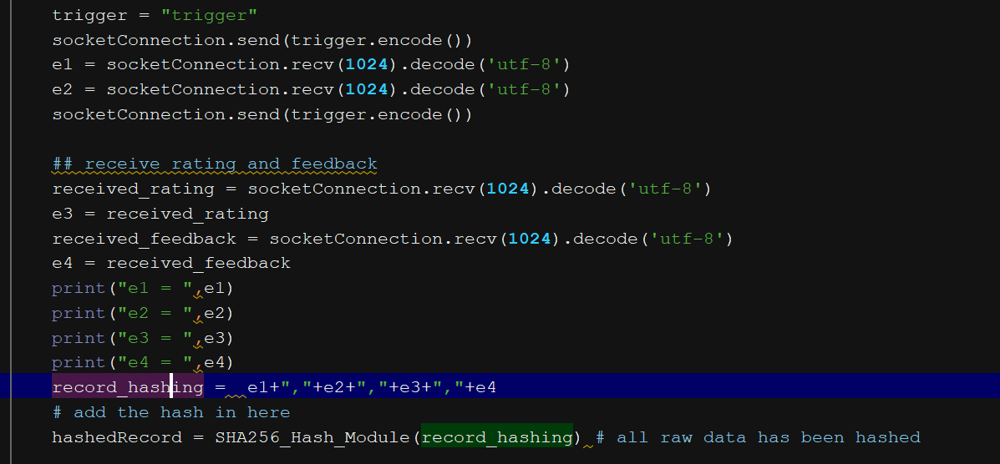 trigger = "trigger"
socketConnection.send(trigger.encode())
e1 = socketConnection.recv(1024).decode('utf-8')
e2 = socketConnection.recv(1024).decode('utf-8')
socketConnection.send(trigger.encode())
## receive rating and feedback
received_rating = socketConnection.recv(1024).decode('utf-8')
e3 = received_rating
received_feedback = socketConnection.recv(1024).decode('utf-8')
e4 = received_feedback
print("e1 = ",e1)
print("e2 = ",e2)
print("e3 = ",e3)
print("e4 = ",e4)
record_hashing =  e1+","+e2+","+e3+","+e4
# add the hash in here
hashedRecord = SHA256_Hash_Module(record_hashing) # all raw data has been hashed